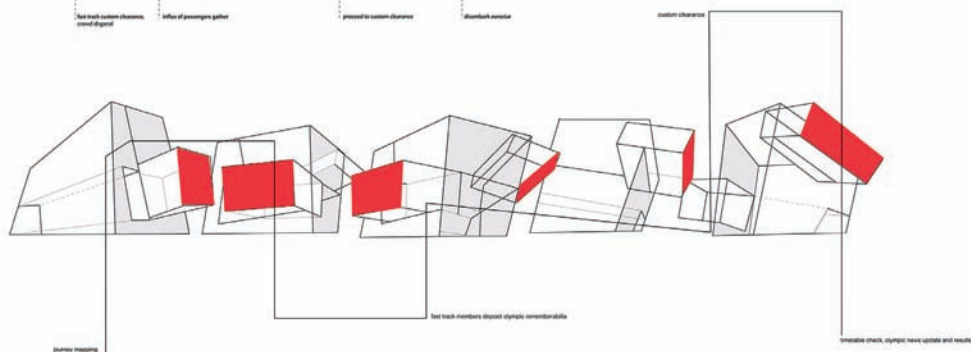 fast track custom clearance,
crowd disposal
influx of passengers gather
proceed to custom clearance
disembark eurostar
custom clearance
fast track members deposit olympic rememberabilia
journey mapping
timetable check, olympic news update and results